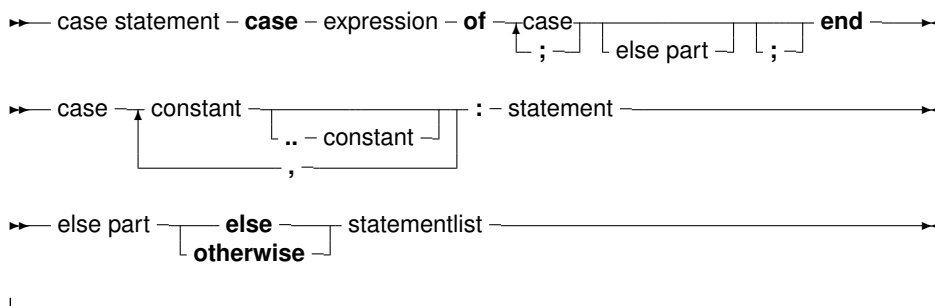 case statement case expression of case else part ; end
;
case constant .. constant : statement
,
else part else statementlist
otherwise